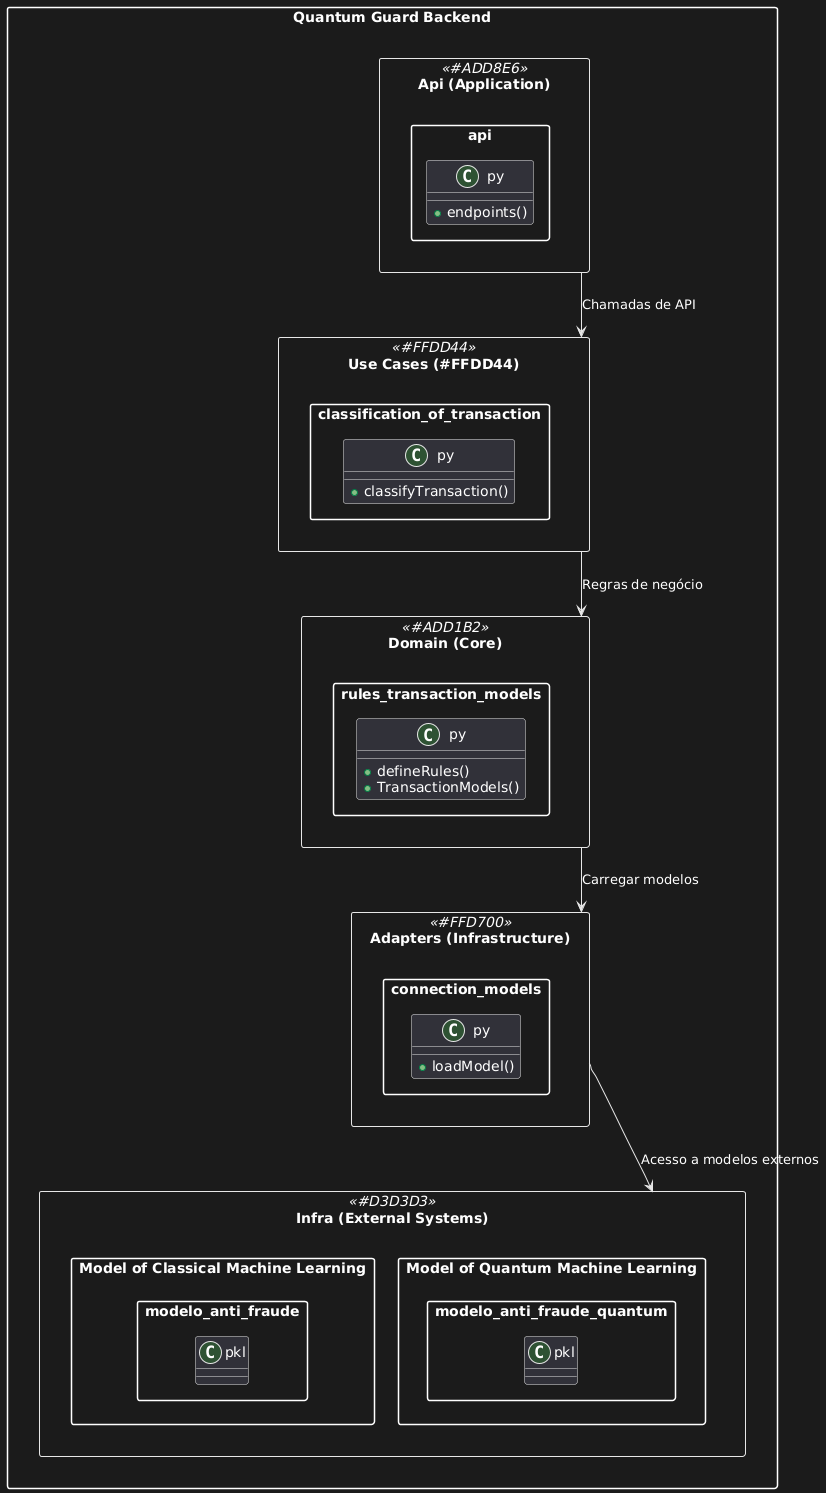 Quantum Guard Backend
«#ADD8E6»
Api (Application)
api
C py
endpoints()
Chamadas de API
«#FFDD44»
Use Cases (#FFDD44)
classification_of_transaction
C py
classifyTransaction()
Regras de negócio
«#ADD1B2»
Domain (Core)
rules_transaction_models
C py
defineRules()
TransactionModels()
Carregar modelos
«#FFD700»
Adapters (Infrastructure)
connection_models
C py
loadModel()
Acesso a modelos externos
«#D3D3D3»
Infra (External Systems)
Model of Classical Machine Learning
modelo_anti_fraude
C pkl
Model of Quantum Machine Learning
modelo_anti_fraude_quantum
C pkl